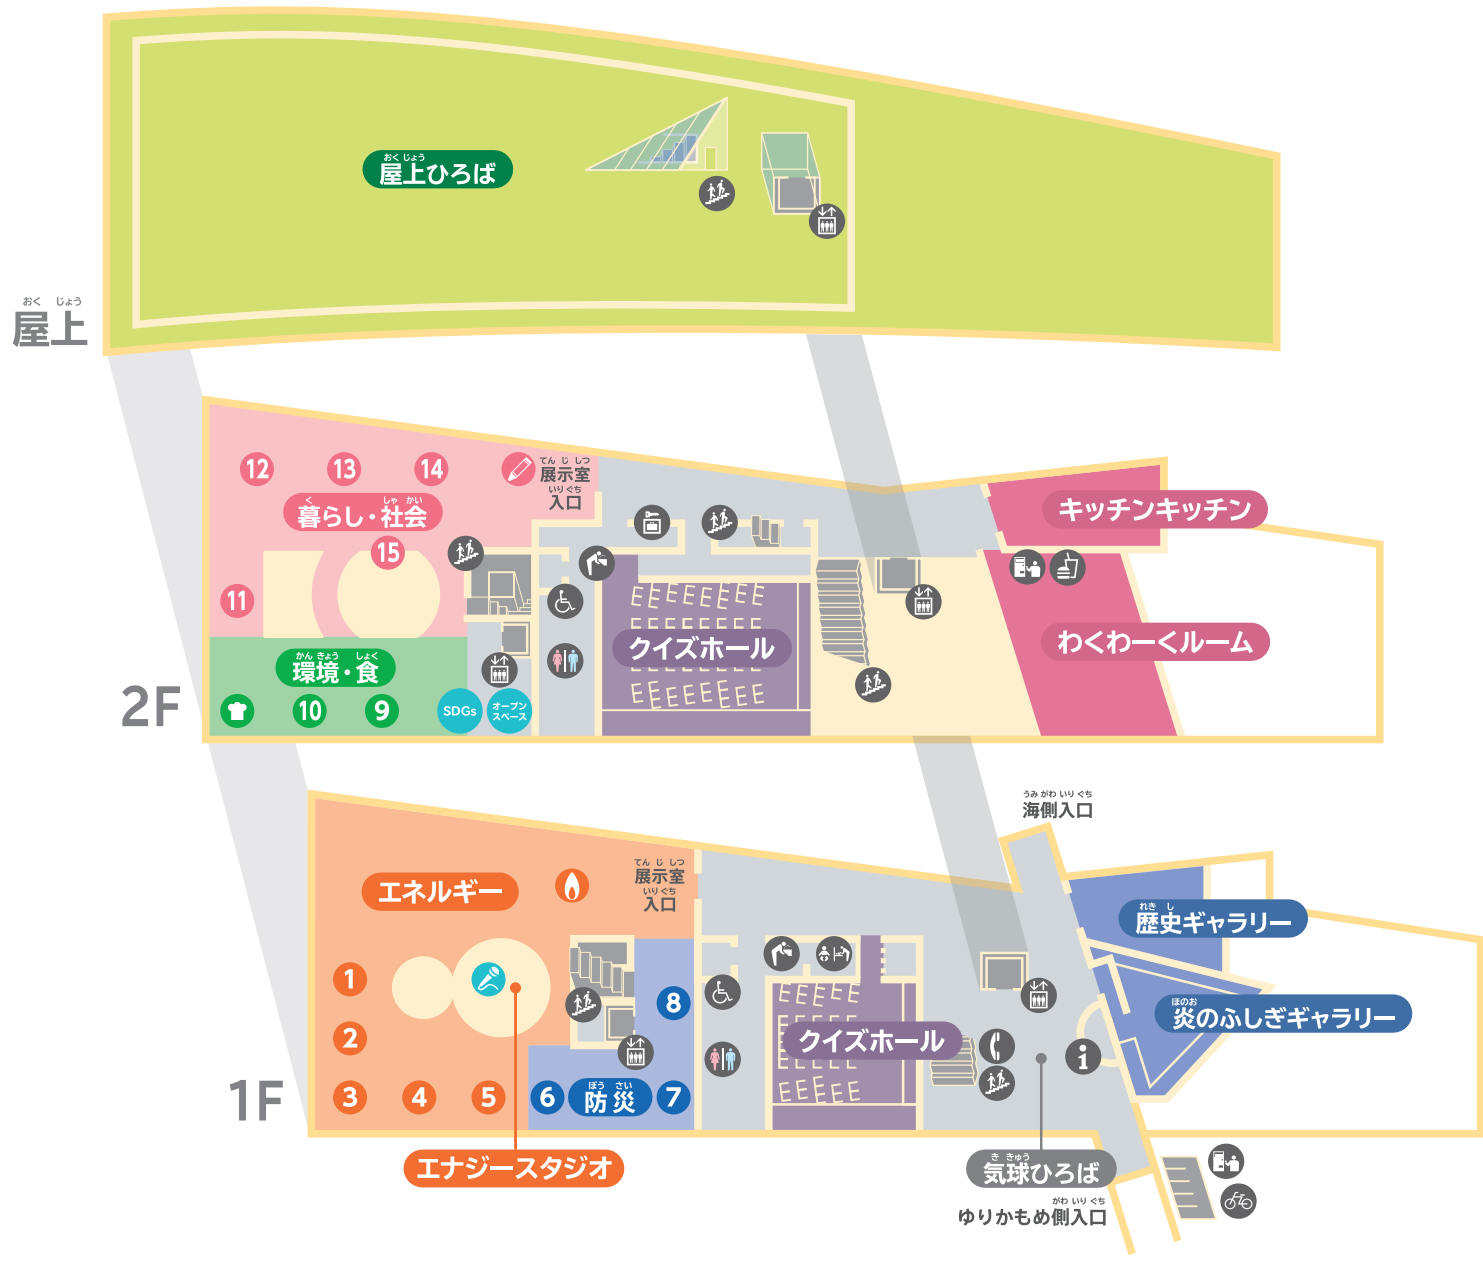 おく じょう
屋上ひろば
おく じょう
屋上
12
13
14
てん じ しつ
展示室
いり ぐち
入口
く しゃ かい
暮らし・社会
15
11
キッチンキッチン
クイズホール
わくわーくルーム
かん きょう しょく
環境・食
10
9
SDGs
オープン
スペース
2F
うみ がわ いり ぐち
海側入口
エネルギー
てん じ しつ
展示室
いり ぐち
入口
れき し
歴史ギャラリー
1
8
ほのお
炎のふしぎギャラリー
2
クイズホール
i
1F
3
4
5
6
ぼう さい
防災
7
エナジースタジオ
き きゅう
気球ひろば
がわ いり ぐち
ゆりかもめ側入口